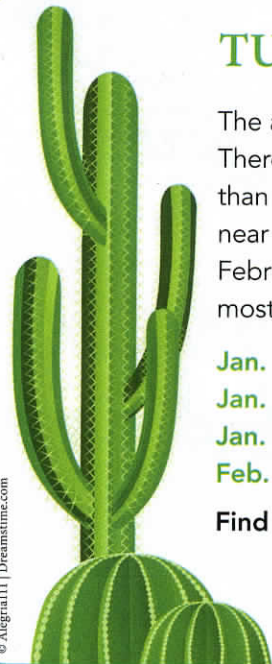 TU
The a
There
than
near
Febr
most
Jan.
Jan.
Jan.
Feb.
Find
© Alegria111 | Dreamstime.com